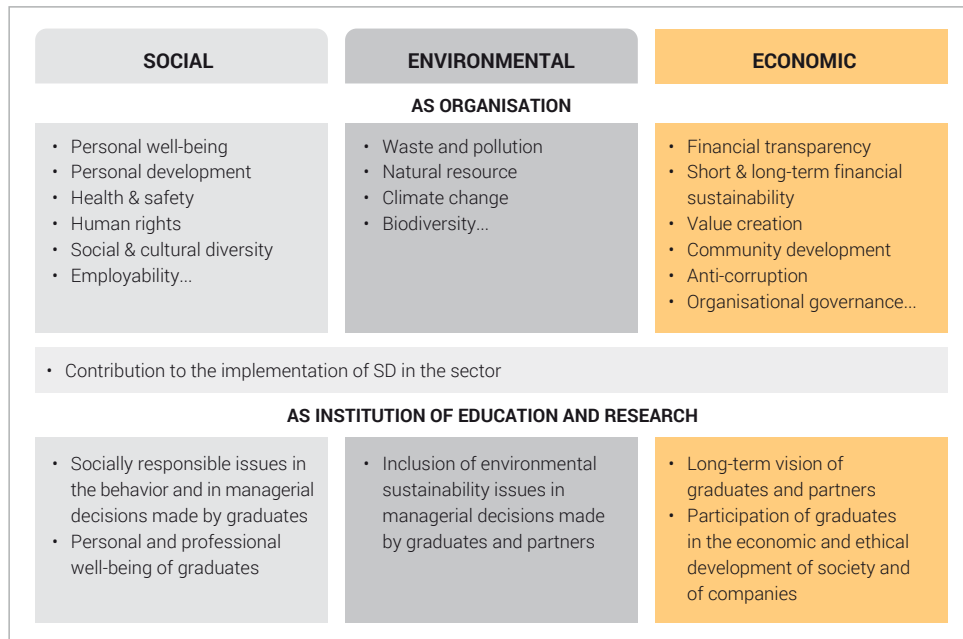 SOCIAL
ENVIRONMENTAL
ECONOMIC
AS ORGANISATION
• Personal well-being
• Personal development
• Health & safety
• Human rights
• Social & cultural diversity
• Employability...
• Waste and pollution
• Natural resource
• Climate change
• Biodiversity...
• Financial transparency
• Short & long-term financial
sustainability
• Value creation
• Community development
• Anti-corruption
• Organisational governance...
• Contribution to the implementation of SD in the sector
AS INSTITUTION OF EDUCATION AND RESEARCH
• Socially responsible issues in
the behavior and in managerial
decisions made by graduates
• Personal and professional
well-being of graduates
• Inclusion of environmental
sustainability issues in
managerial decisions made
by graduates and partners
• Long-term vision of
graduates and partners
• Participation of graduates
in the economic and ethical
development of society and
of companies